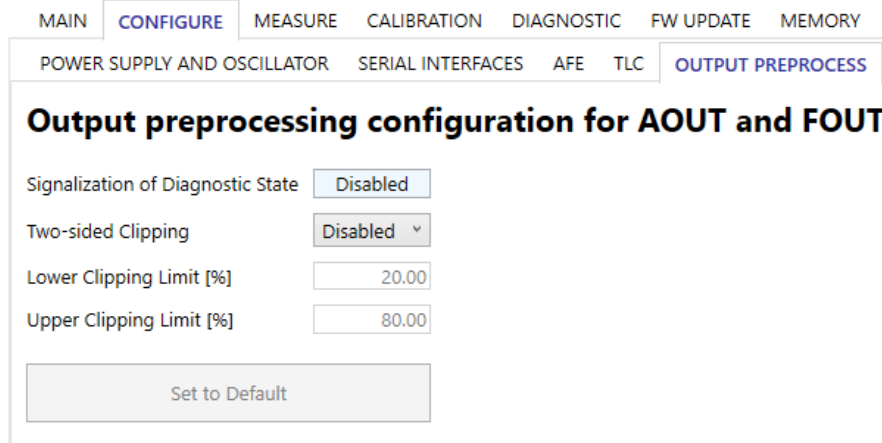 MAIN CONFIGURE MEASURE CALIBRATION DIAGNOSTIC FW UPDATE MEMORY
POWER SUPPLY AND OSCILLATOR SERIAL INTERFACES AFE TLC OUTPUT PREPROCESS
Output preprocessing configuration for AOUT and FOUT
Signalization of Diagnostic State Disabled
Two-sided Clipping Disabled
Lower Clipping Limit [%] 20.00
Upper Clipping Limit [%] 80.00
Set to Default